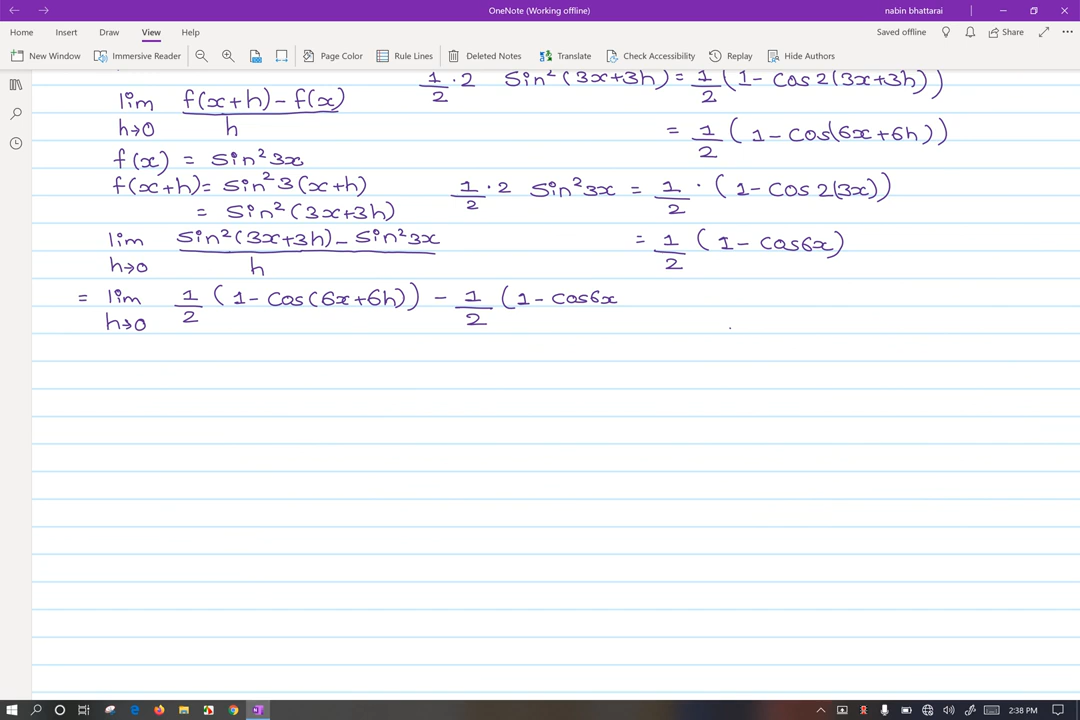 OneNote (Working offline)
nabin bhattarai
Home Insert Draw View Help
Saved offline
Share
New Window Immersive Reader Page Color Rule Lines Deleted Notes Translate Check Accessibility Replay Hide Authors
1/2 · 2 Sin²(3x+3h) = 1/2 (1- Cos 2(3x+3h))
lim h→0 f(x+h) - f(x) / h
= 1/2 (1- Cos(6x+6h))
f(x) = Sin²3x
f(x+h) = Sin²3(x+h)
1/2 · 2 Sin²3x = 1/2 · (1- Cos 2(3x))
= Sin²(3x+3h)
lim h→0 Sin²(3x+3h) - Sin²3x / h
= 1/2 (1- Cos6x)
= lim h→0 1/2 (1- Cos(6x+6h)) - 1/2 (1- Cos6x
2:38 PM